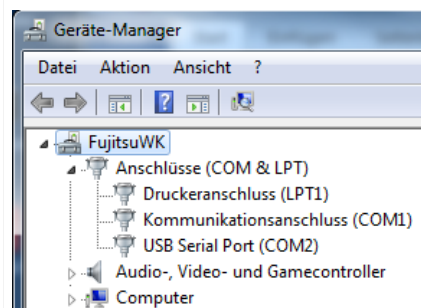 Geräte-Manager
Datei Aktion Ansicht ?
FujitsuWK
Anschlüsse (COM & LPT)
Druckeranschluss (LPT1)
Kommunikationsanschluss (COM1)
USB Serial Port (COM2)
Audio-, Video- und Gamecontroller
Computer